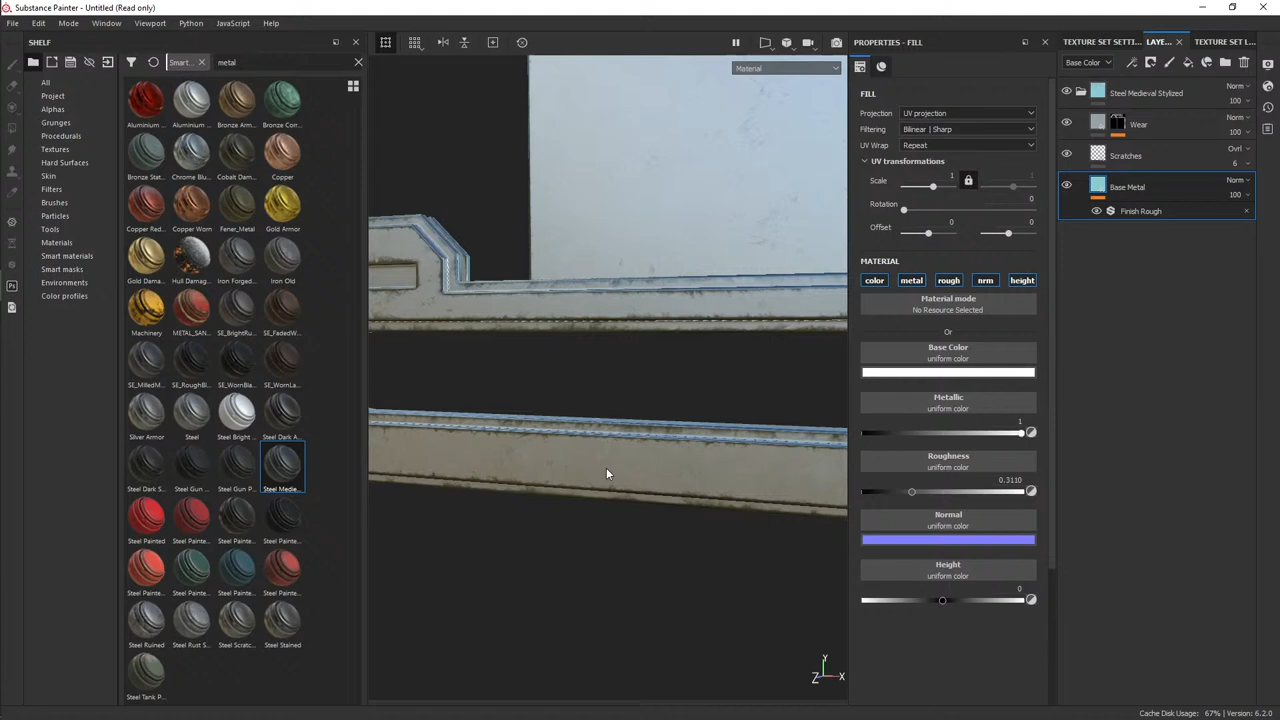 Substance Painter - Untitled (Read only)
File Edit Mode Viewport Python JavaScript Help
SHELF
Smart... metal
All
Project
Alphas
Grunges
Procedurals
Textures
Hard Surfaces
Skin
Filters
Brushes
Particles
Tools
Materials
Smart materials
Smart masks
Environments
Color profiles
Aluminium ... Aluminium ... Bronze Arm... Bronze Corr...
Bronze Stat... Chrome Blu... Cobalt Dam... Copper
Copper Red... Copper Worn Fener_Metal Gold Armor
Gold Dama... Hull Damag... Iron Forged... Iron Old
Machinery METAL_SAN... SE_BrightRu... SE_FadedW...
SE_MilledM... SE_RoughBl... SE_WornBla... SE_WornLa...
Silver Armor Steel Steel Bright ... Steel Dark A...
Steel Dark S... Steel Gun ... Steel Gun P... Steel Medie...
Steel Painted Steel Painte... Steel Painte... Steel Painte...
Steel Painte... Steel Painte... Steel Painte... Steel Painte...
Steel Ruined Steel Rust S... Steel Scratc... Steel Stained
Steel Tank P...
Material
Y
Z X
PROPERTIES - FILL
FILL
Projection UV projection
Filtering Bilinear | Sharp
UV Wrap Repeat
UV transformations
Scale 1 1
Rotation 0
Offset 0 0
MATERIAL
color metal rough nrm height
Material mode
No Resource Selected
Or
Base Color
uniform color
Metallic
uniform color
1
Roughness
uniform color
0.3110
Normal
uniform color
Height
uniform color
0
TEXTURE SET SETTI... LAYE... TEXTURE SET L...
Base Color
Steel Medieval Stylized Norm
100
Wear Norm
100
Scratches Ovrl
6
Base Metal Norm
100
Finish Rough
Ps
Cache Disk Usage: 67% | Version: 6.2.0